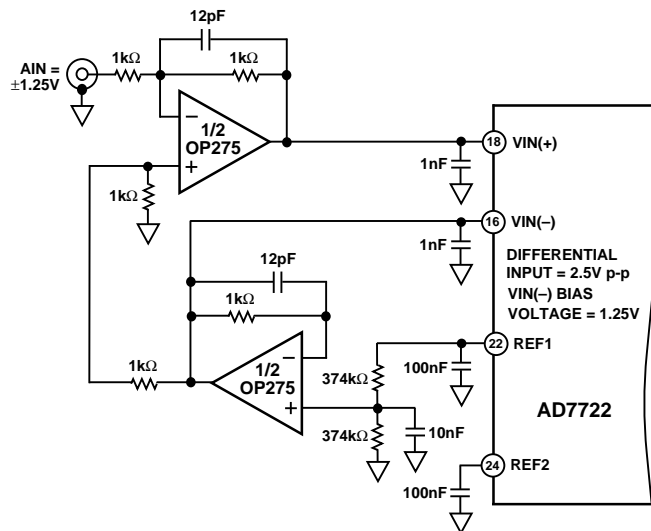 12pF
AIN =
±1.25V
1kΩ
1kΩ
–
1/2
OP275
+
1kΩ
18
VIN(+)
1nF
16
VIN(–)
1nF
12pF
1kΩ
DIFFERENTIAL
INPUT = 2.5V p-p
VIN(–) BIAS
VOLTAGE = 1.25V
–
1/2
OP275
+
1kΩ
22
REF1
100nF
374kΩ
374kΩ
10nF
AD7722
24
REF2
100nF